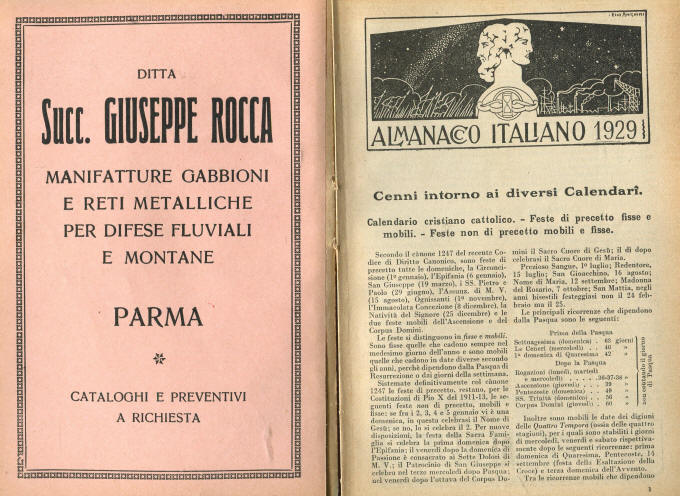 DITTA
Succ. GIUSEPPE ROCCA
MANIFATTURE GABBIONI
E RETI METALLICHE
PER DIFESE FLUVIALI
E MONTANE
PARMA
CATALOGHI E PREVENTIVI
A RICHIESTA
ALMANACCO ITALIANO 1929
Cenni intorno ai diversi Calendarî.
Calendario cristiano cattolico. - Feste di precetto fisse e
mobili. - Feste non di precetto mobili e fisse.
Secondo il cànone 1247 del recente Co-
dice di Diritto Canonico, sono feste di
precetto tutte le domeniche, la Circonci-
sione (1º gennaio), l'Epifania (6 gennaio),
San Giuseppe (19 marzo), i SS. Pietro e
Paolo (29 giugno), l'Assunz. di M. V.
(15 agosto), Ognissanti (1º novembre),
l'Immacolata Concezione (8 dicembre), la
Natività del Signore (25 dicembre) e le
due feste mobili dell'Ascensione e del
Corpus Domini.
Le feste si distinguono in fisse e mobili.
Sono fisse quelle che cadono sempre nel
medesimo giorno dell'anno e sono mobili
quelle che cadono in date diverse secondo
gli anni, perchè dipendono dalla Pasqua di
Resurrezione o dai giorni della settimana.
Sistemate definitivamente col cànone
1247 le feste di precetto, restano, per le
Costituzioni di Pio X del 1911-13, le se-
guenti feste non di precetto, mobili e
fisse: se fra i 2, 3, 4 e 5 gennaio vi è una
domenica, in questa celebrasi il Nome di
Gesù; se no, lo si celebra il 2. Per nuove
disposizioni, la festa della Sacra Fami-
glia si celebra la prima domenica dopo
l'Epifania; il venerdì dopo la domenica di
Passione è consacrato ai Sette Dolori di
M. V.; il Patrocinio di San Giuseppe si
celebra nel terzo mercoledì dopo Pasqua;
nel venerdì dopo l'ottava del Corpus Do-
mini il Sacro Cuore di Gesù; il dì dopo
celebrasi il Sacro Cuore di Maria.
Prezioso Sangue, 1º luglio; Redentore,
15 luglio; San Gioacchino, 16 agosto;
Nome di Maria, 12 settembre; Madonna
del Rosario, 7 ottobre; San Mattia, negli
anni bisestili festeggiasi non il 24 feb-
braio ma il 25.
Le principali ricorrenze che dipendono
dalla Pasqua sono le seguenti:
Prima della Pasqua
Settuagesima (domenica) . 63 giorni
Le Ceneri (mercoledì) . . 46 »
1ª domenica di Quaresima 42 »
Dopo la Pasqua
Rogazioni (lunedì, martedì
e mercoledì) . . . . . . 36-37-38 »
Ascensione (giovedì) . . . 39 »
Pentecoste (domenica) . . 49 »
SS. Trinità (domenica) . . 56 »
Corpus Domini (giovedì) . 60 »
non contando il giorno
di Pasqua
Inoltre sono mobili le date dei digiuni
delle Quattro Tempora (ossia delle quattro
stagioni), per i quali sono stabiliti i giorni
di mercoledì, venerdì e sabato rispettiva-
mente dopo le seguenti ricorrenze: prima
domenica di Quaresima, Pentecoste, 14
settembre (festa della Esaltazione della
Croce) e terza domenica dell'Avvento.
Tra le ricorrenze mobili che dipendono
1